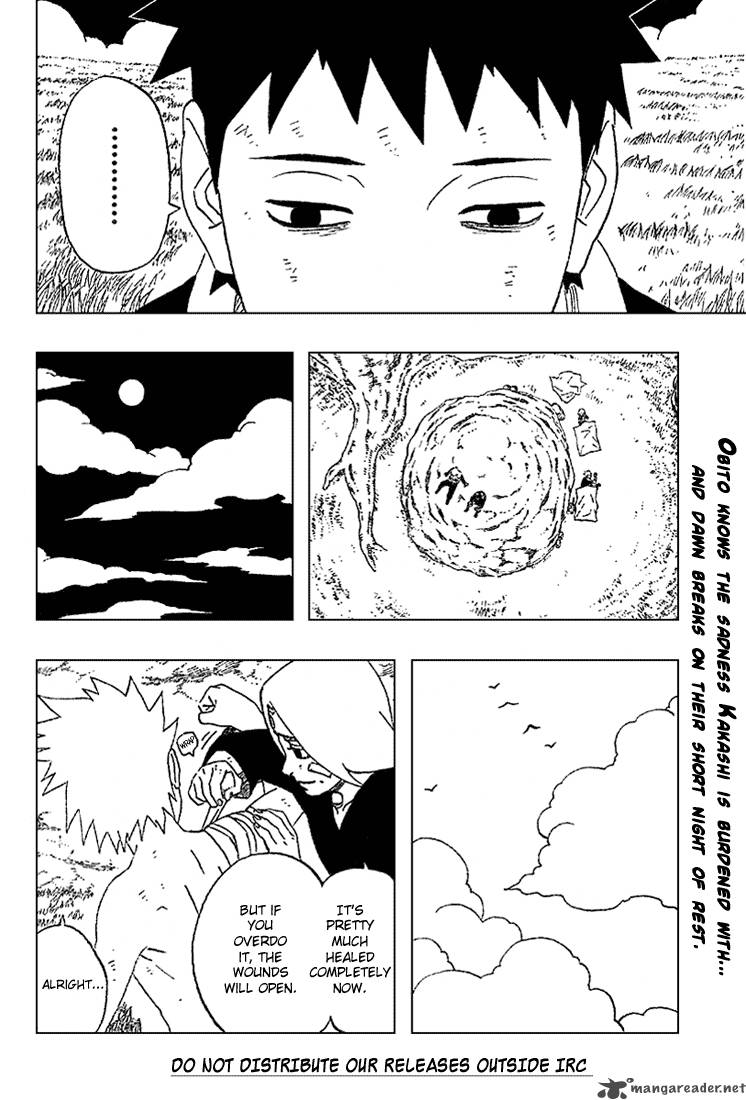 ..........
OBITO KNOWS THE SADNESS KAKASHI IS BURDENED WITH...
AND DAWN BREAKS ON THEIR SHORT NIGHT OF REST.
WRAP
IT'S
PRETTY
MUCH
HEALED
COMPLETELY
NOW.
BUT IF
YOU
OVERDO
IT, THE
WOUNDS
WILL OPEN.
ALRIGHT...
DO NOT DISTRIBUTE OUR RELEASES OUTSIDE IRC
mangareader.net